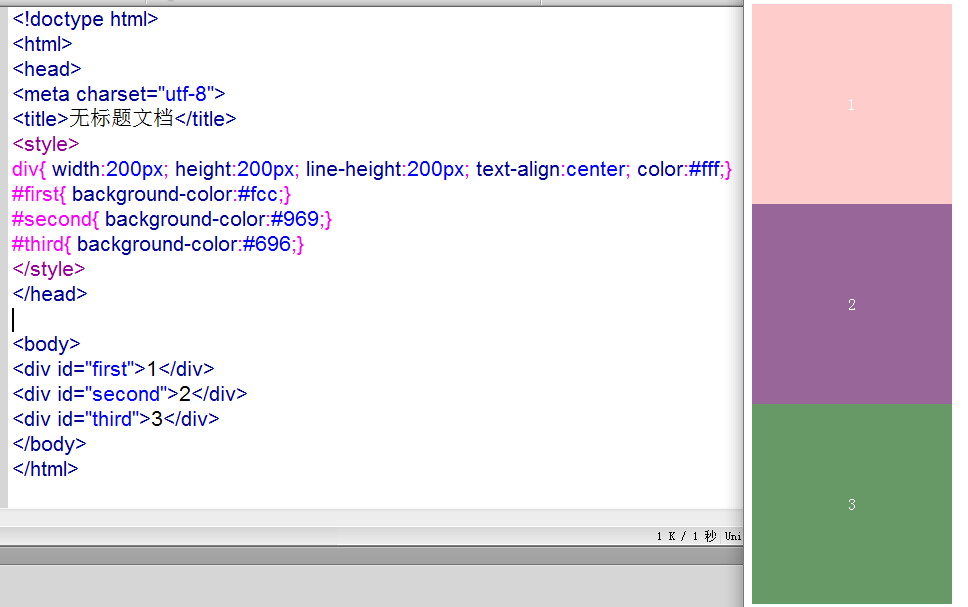 <!doctype html>
<html>
<head>
<meta charset="utf-8">
<title>无标题文档</title>
<style>
div{ width:200px; height:200px; line-height:200px; text-align:center; color:#fff;}
#first{ background-color:#fcc;}
#second{ background-color:#969;}
#third{ background-color:#696;}
</style>
</head>
<body>
<div id="first">1</div>
<div id="second">2</div>
<div id="third">3</div>
</body>
</html>
1 K / 1 秒 Uni
1
2
3